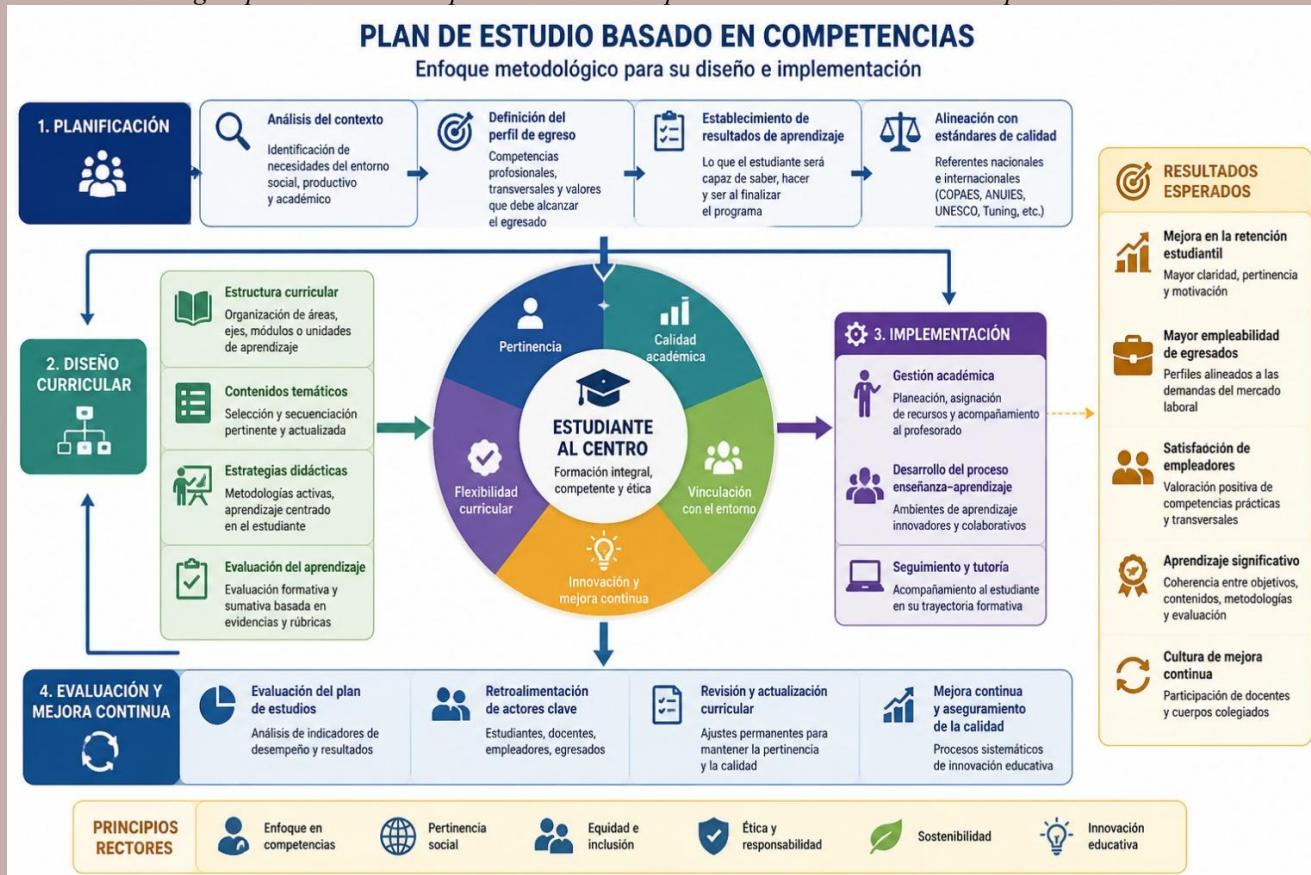 PLAN DE ESTUDIO BASADO EN COMPETENCIAS
Enfoque metodológico para su diseño e implementación
1. PLANIFICACIÓN
Análisis del contexto
Identificación de
necesidades del entorno
social, productivo
y académico
Definición del
perfil de egreso
Competencias
profesionales,
transversales y valores
que debe alcanzar
el egresado
Establecimiento de
resultados de aprendizaje
Lo que el estudiante será
capaz de saber, hacer
y ser al finalizar
el programa
Alineación con
estándares de calidad
Referentes nacionales
e internacionales
(COPAES, ANUIES,
UNESCO, Tuning, etc.)
2. DISEÑO
CURRICULAR
Estructura curricular
Organización de áreas,
ejes, módulos o unidades
de aprendizaje
Contenidos temáticos
Selección y secuenciación
pertinente y actualizada
Estrategias didácticas
Metodologías activas,
aprendizaje centrado
en el estudiante
Evaluación del aprendizaje
Evaluación formativa y
sumativa basada en
evidencias y rúbricas
Pertinencia
Calidad
académica
Flexibilidad
curricular
Vinculación
con el entorno
Innovación y
mejora continua
ESTUDIANTE
AL CENTRO
Formación integral,
competente y ética
3. IMPLEMENTACIÓN
Gestión académica
Planeación, asignación
de recursos y acompañamiento
al profesorado
Desarrollo del proceso
enseñanza-aprendizaje
Ambientes de aprendizaje
innovadores y colaborativos
Seguimiento y tutoría
Acompañamiento al estudiante
en su trayectoria formativa
RESULTADOS
ESPERADOS
Mejora en la retención
estudiantil
Mayor claridad, pertinencia
y motivación
Mayor empleabilidad
de egresados
Perfiles alineados a las
demandas del mercado
laboral
Satisfacción de
empleadores
Valoración positiva de
competencias prácticas
y transversales
Aprendizaje significativo
Coherencia entre objetivos,
contenidos, metodologías
y evaluación
Cultura de mejora
continua
Participación de docentes
y cuerpos colegiados
4. EVALUACIÓN Y
MEJORA CONTINUA
Evaluación del plan
de estudios
Análisis de indicadores de
desempeño y resultados
Retroalimentación
de actores clave
Estudiantes, docentes,
empleadores, egresados
Revisión y actualización
curricular
Ajustes permanentes para
mantener la pertinencia
y la calidad
Mejora continua
y aseguramiento
de la calidad
Procesos sistemáticos
de innovación educativa
PRINCIPIOS
RECTORES
Enfoque en
competencias
Pertinencia
social
Equidad e
inclusión
Ética y
responsabilidad
Sostenibilidad
Innovación
educativa